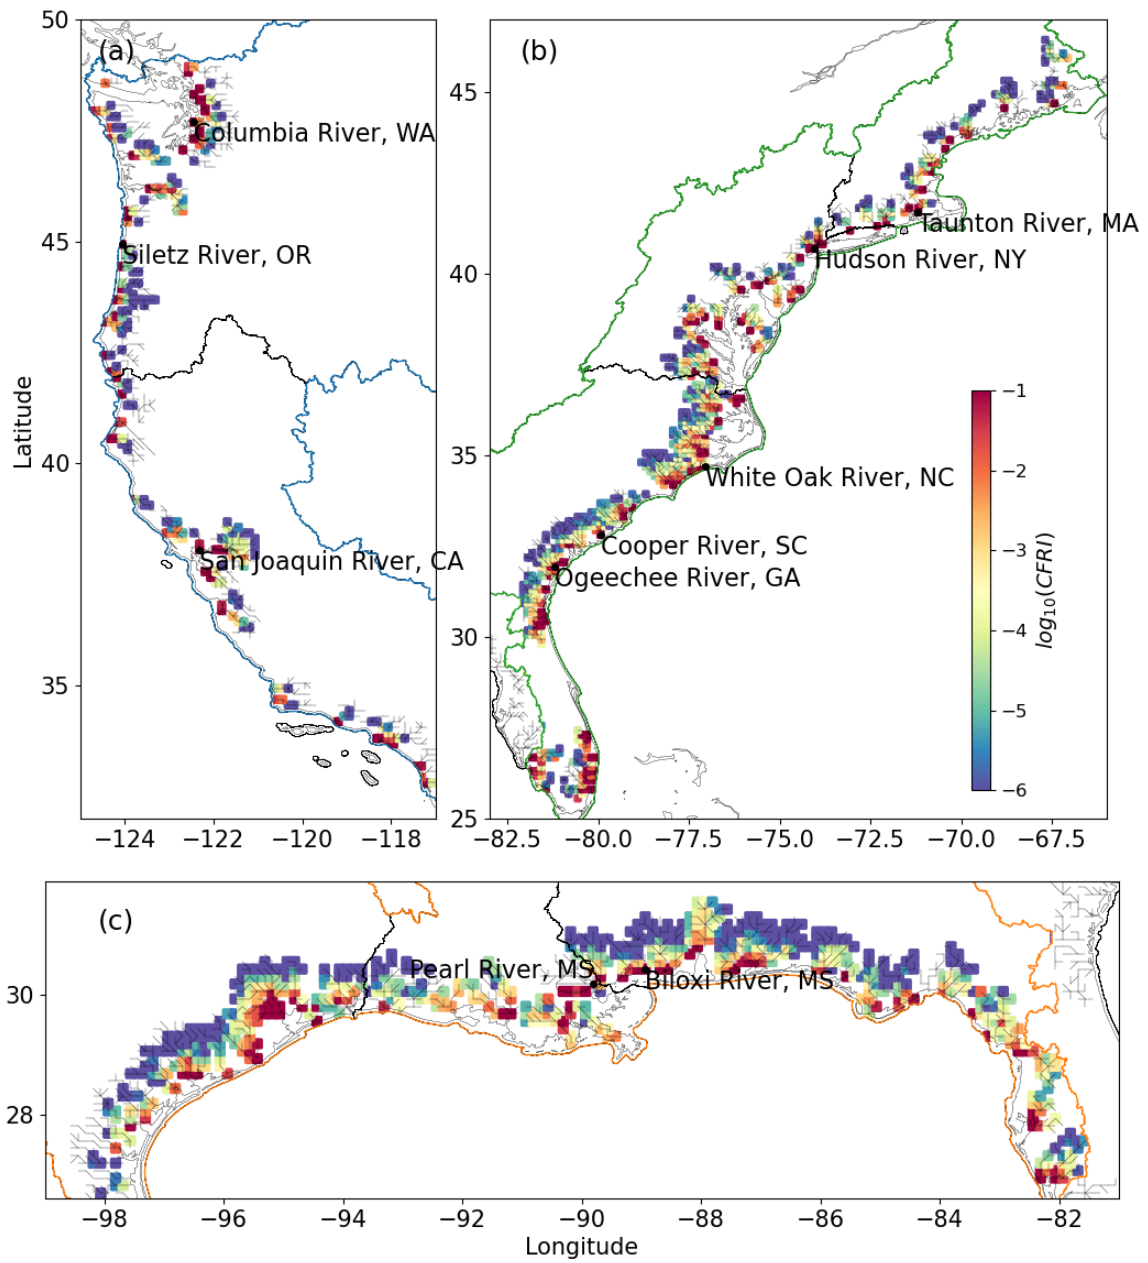 50
(a)
(b)
45
Columbia River, WA
Taunton River, MA
45
Siletz River, OR
Hudson River, NY
40
Latitude
−1
35
40
White Oak River, NC
−2
San Joaquin River, CA
Cooper River, SC
−3
Ogeechee River, GA
log10(CFRI)
30
−4
35
−5
−6
25
−124
−122
−120
−118
−82.5
−80.0
−77.5
−75.0
−72.5
−70.0
−67.5
(c)
Pearl River, MS
Biloxi River, MS
30
28
−98
−96
−94
−92
−90
−88
−86
−84
−82
Longitude